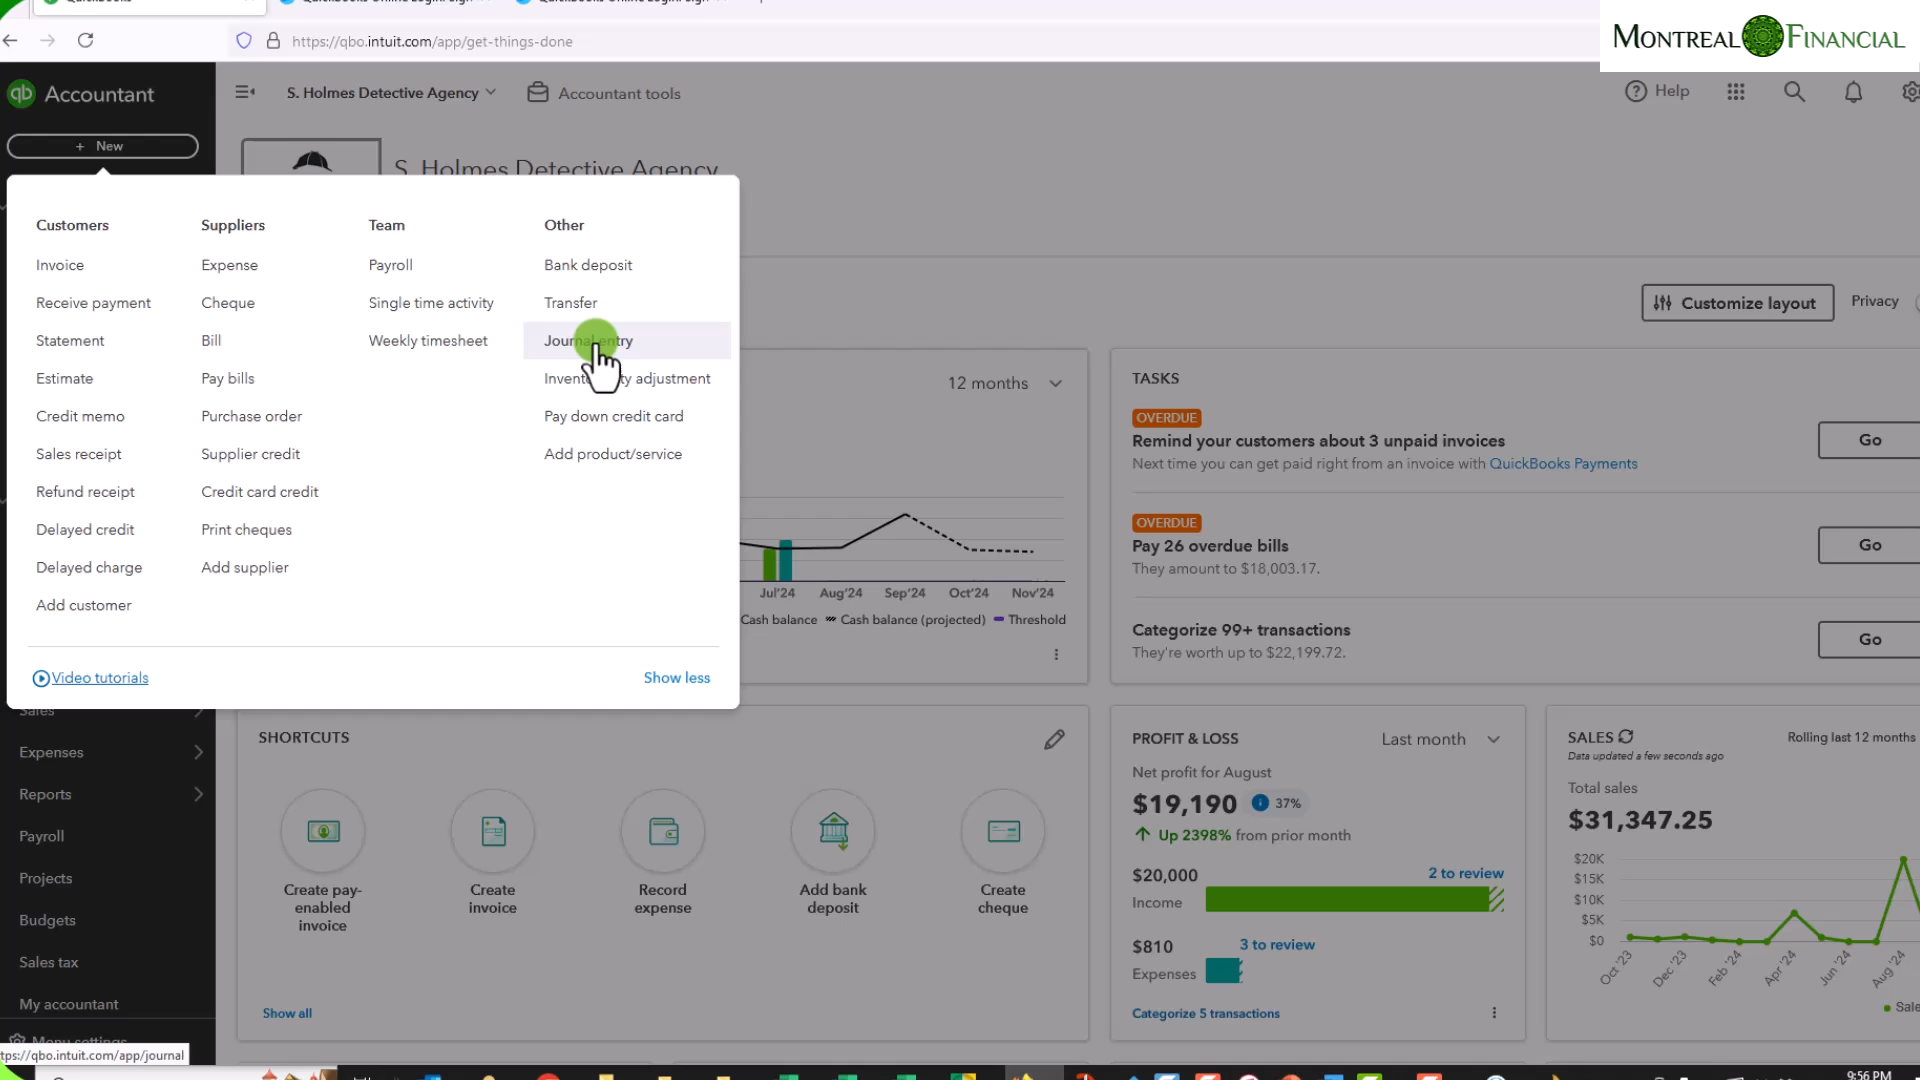 https://qbo.intuit.com/app/get-things-done
MONTREAL FINANCIAL
qb Accountant
S. Holmes Detective Agency
Accountant tools
Help
+ New
S. Holmes Detective Agency
Customers
Invoice
Receive payment
Statement
Estimate
Credit memo
Sales receipt
Refund receipt
Delayed credit
Delayed charge
Add customer
Suppliers
Expense
Cheque
Bill
Pay bills
Purchase order
Supplier credit
Credit card credit
Print cheques
Add supplier
Team
Payroll
Single time activity
Weekly timesheet
Other
Bank deposit
Transfer
Journal entry
adjustment
Pay down credit card
Add product/service
Video tutorials
Show less
Customize layout
Privacy
12 months
Jul'24 Aug'24 Sep'24 Oct'24 Nov'24
Cash balance Cash balance (projected) Threshold
TASKS
OVERDUE
Remind your customers about 3 unpaid invoices
Next time you can get paid right from an invoice with QuickBooks Payments
Go
OVERDUE
Pay 26 overdue bills
They amount to $18,003.17.
Go
Categorize 99+ transactions
They're worth up to $22,199.72.
Go
Sales
Expenses
Reports
Payroll
Projects
Budgets
Sales tax
My accountant
Menu settings
tps://qbo.intuit.com/app/journal
SHORTCUTS
Create pay-
enabled
invoice
Create
invoice
Record
expense
Add bank
deposit
Create
cheque
Show all
PROFIT & LOSS
Last month
Net profit for August
$19,190 37%
Up 2398% from prior month
$20,000
Income
2 to review
$810
Expenses
3 to review
Categorize 5 transactions
SALES
Rolling last 12 months
Data updated a few seconds ago
Total sales
$31,347.25
$20K
$15K
$10K
$5K
$0
Oct '23 Dec '23 Feb '24 Apr '24 Jun '24 Aug '24
Sale
9:56 PM